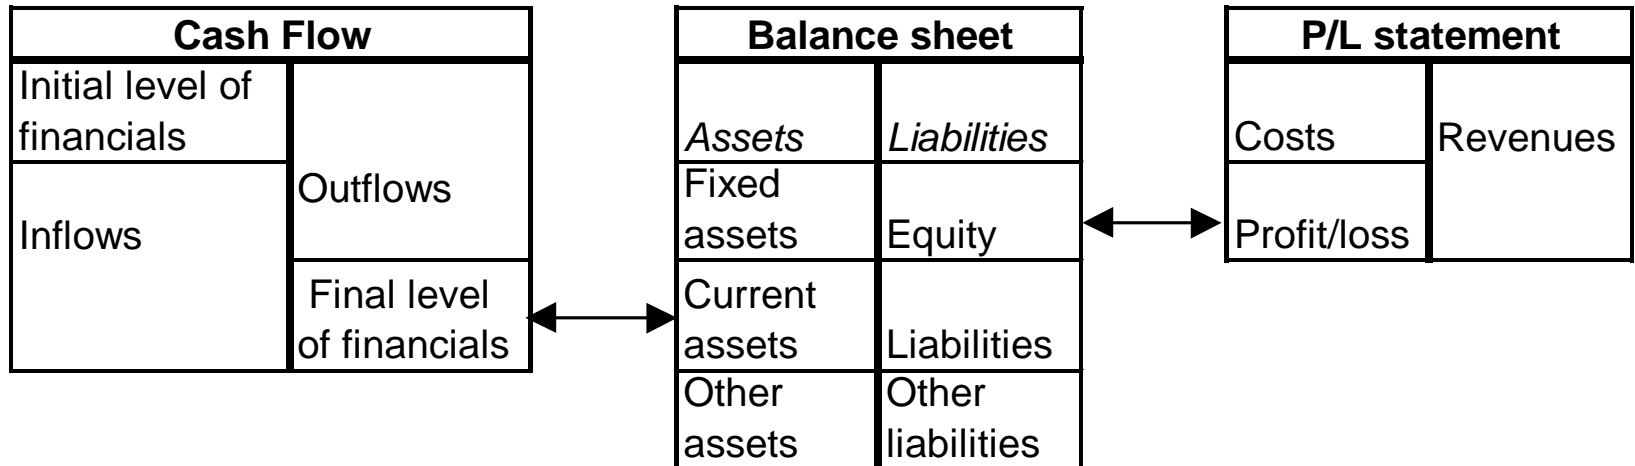 Cash Flow
Initial level of
financials
Inflows
Outflows
Final level
of financials
Balance sheet
Assets
Liabilities
Fixed
assets
Equity
Current
assets
Liabilities
Other
assets
Other
liabilities
P/L statement
Costs
Revenues
Profit/loss